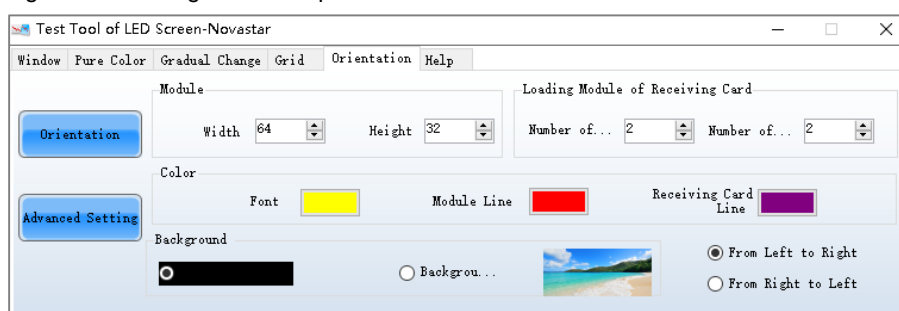 Test Tool of LED Screen-Novastar
Window Pure Color Gradual Change Grid Orientation Help
Module
Loading Module of Receiving Card
Orientation
Width 64 Height 32 Number of... 2 Number of... 2
Color
Font Module Line Receiving Card Line
Advanced Setting
Background
Backgrou...
From Left to Right
From Right to Left